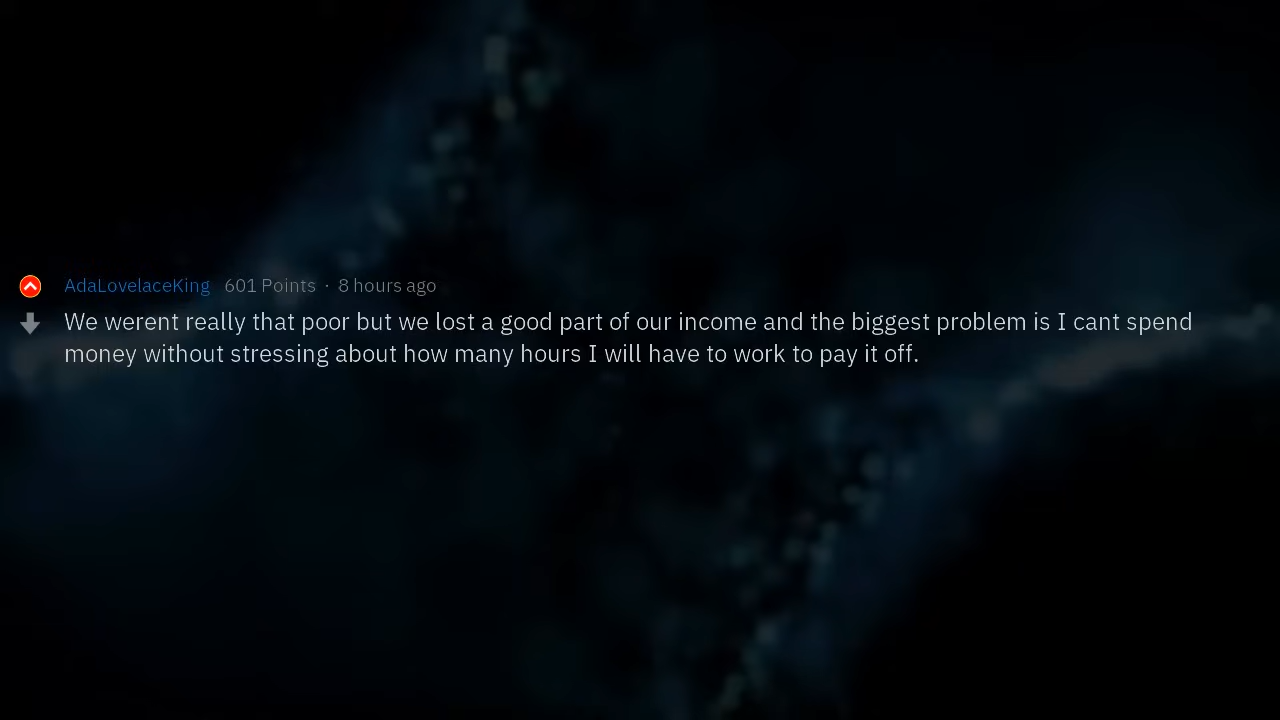 AdaLovelaceKing 601 Points · 8 hours ago
We werent really that poor but we lost a good part of our income and the biggest problem is I cant spend
money without stressing about how many hours I will have to work to pay it off.